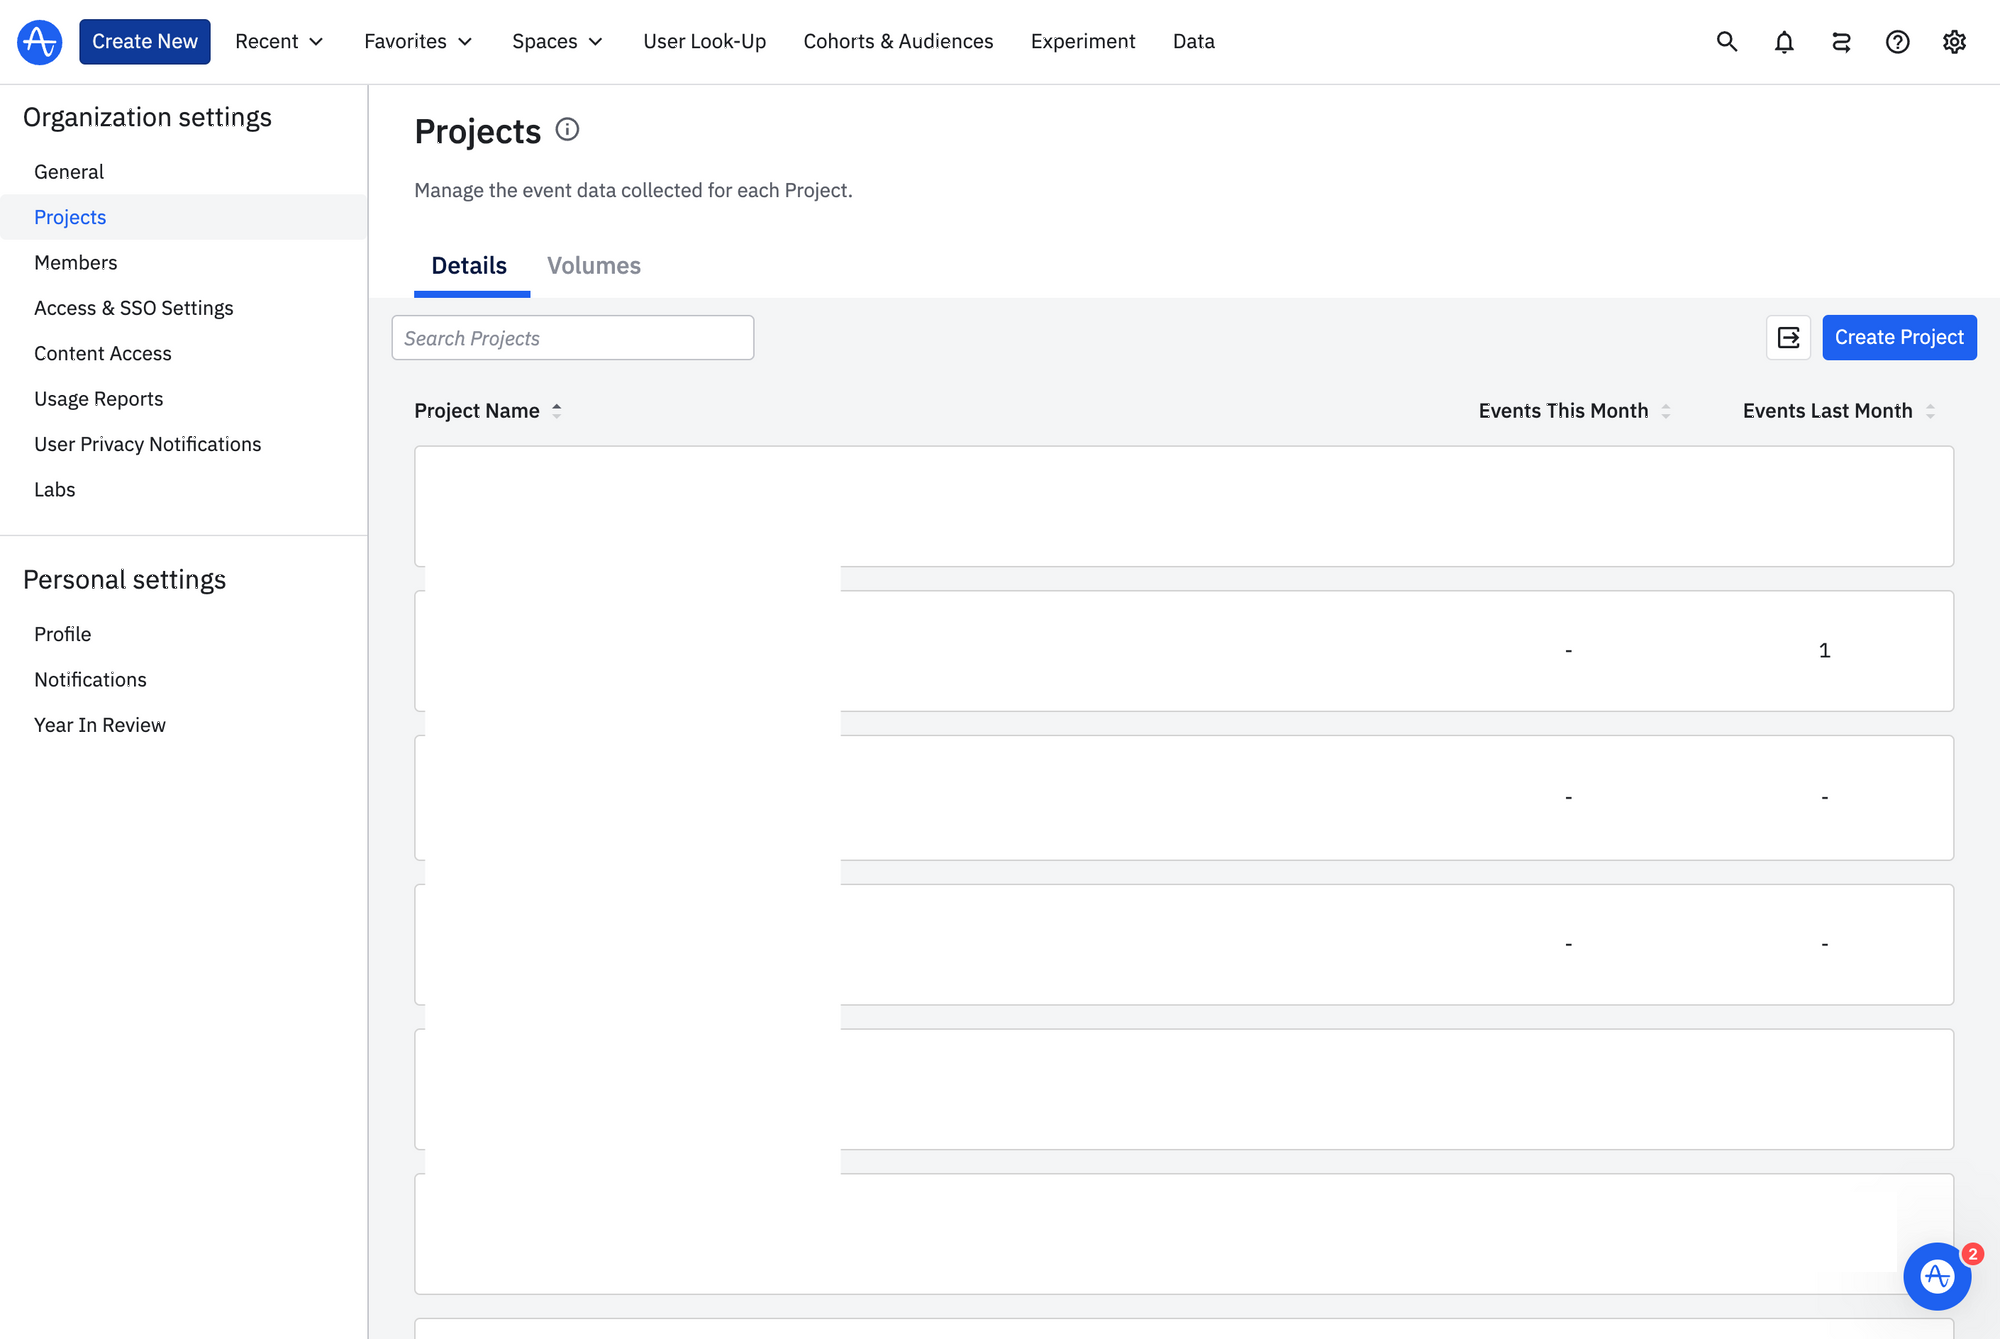 Create New
Recent
Favorites
Spaces
User Look-Up
Cohorts & Audiences
Experiment
Data
Organization settings
General
Projects
Members
Access & SSO Settings
Content Access
Usage Reports
User Privacy Notifications
Labs
Personal settings
Profile
Notifications
Year In Review
Projects
Manage the event data collected for each Project.
Details
Volumes
Search Projects
Create Project
Project Name
Events This Month
Events Last Month
- 1
- -
- -
2